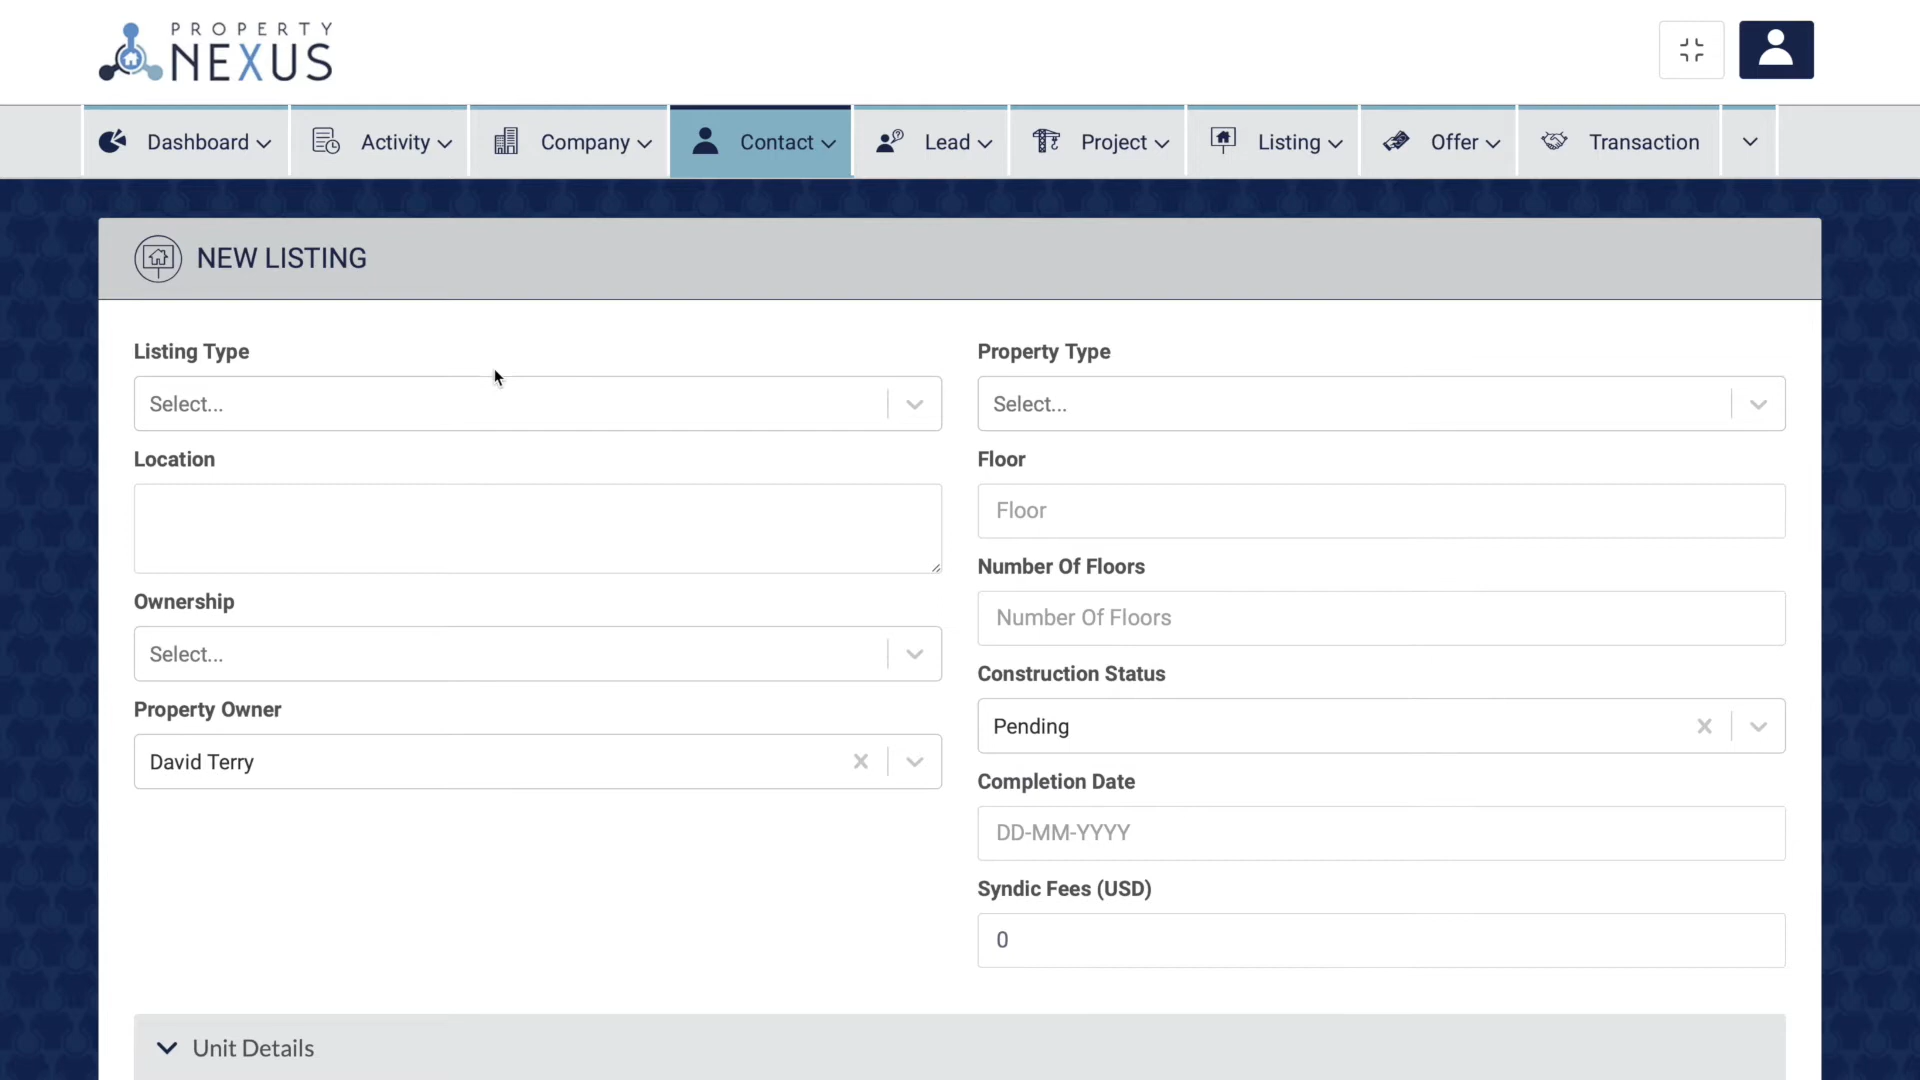 PROPERTY
NEXUS
Dashboard
Activity
Company
Contact
Lead
Project
Listing
Offer
Transaction
NEW LISTING
Listing Type
Select...
Location
Ownership
Select...
Property Owner
David Terry
Property Type
Select...
Floor
Floor
Number Of Floors
Number Of Floors
Construction Status
Pending
Completion Date
DD-MM-YYYY
Syndic Fees (USD)
0
Unit Details